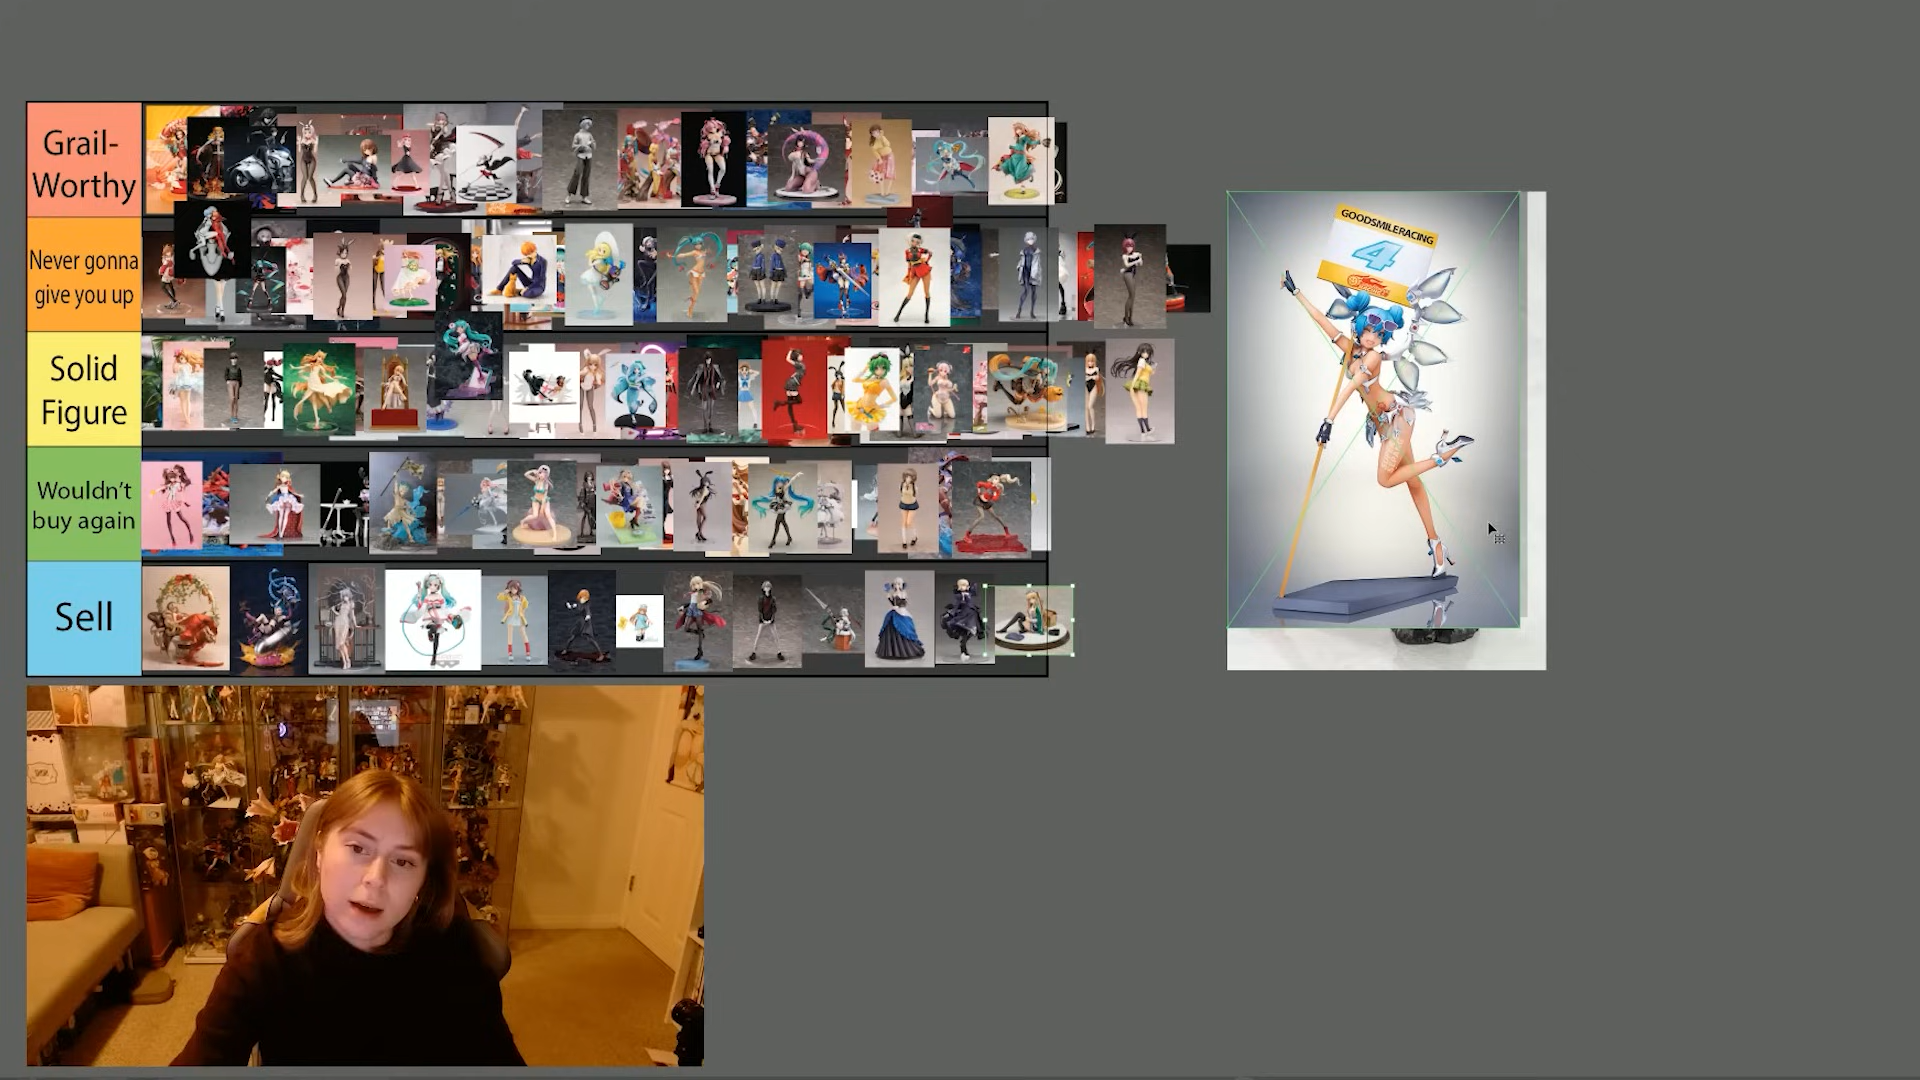 Grail-
Worthy
Never gonna
give you up
Solid
Figure
Wouldn't
buy again
Sell
GOODSMILERACING
4